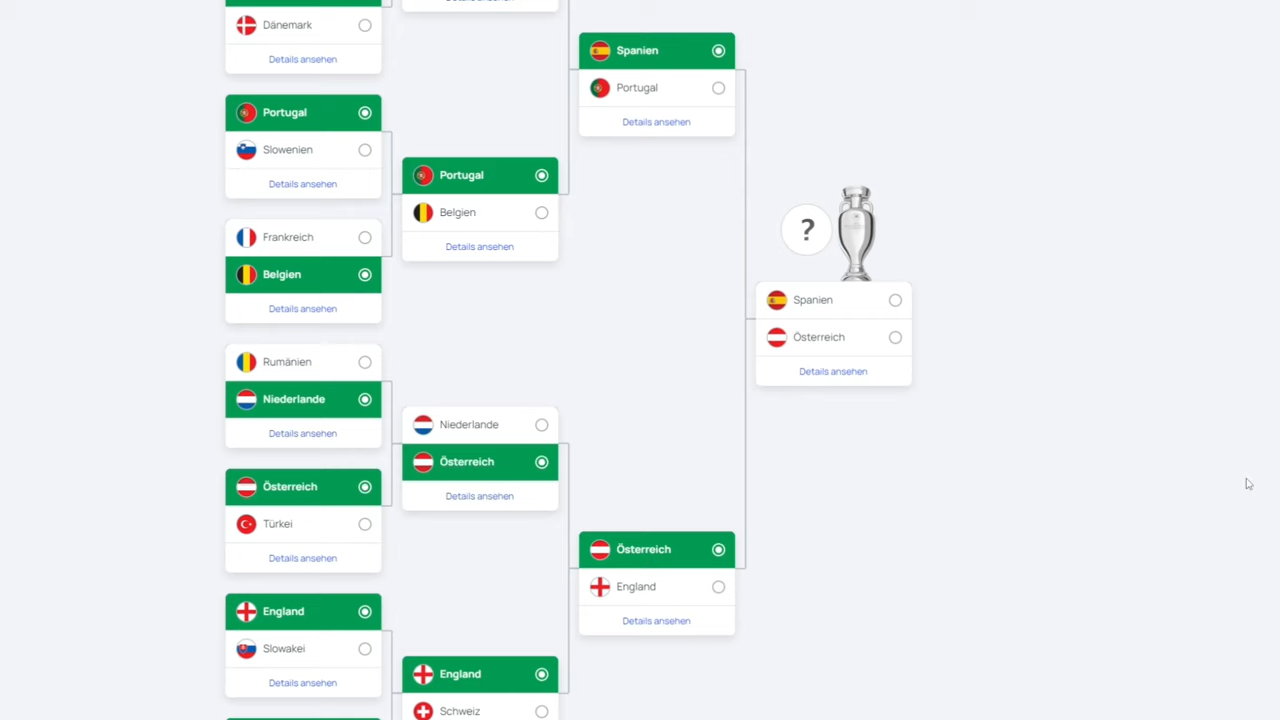 Dänemark
Details ansehen
Portugal
Slowenien
Details ansehen
Frankreich
Belgien
Details ansehen
Rumänien
Niederlande
Details ansehen
Österreich
Türkei
Details ansehen
England
Slowakei
Details ansehen
Portugal
Belgien
Details ansehen
Niederlande
Österreich
Details ansehen
England
Schweiz
Spanien
Portugal
Details ansehen
Österreich
England
Details ansehen
?
Spanien
Österreich
Details ansehen